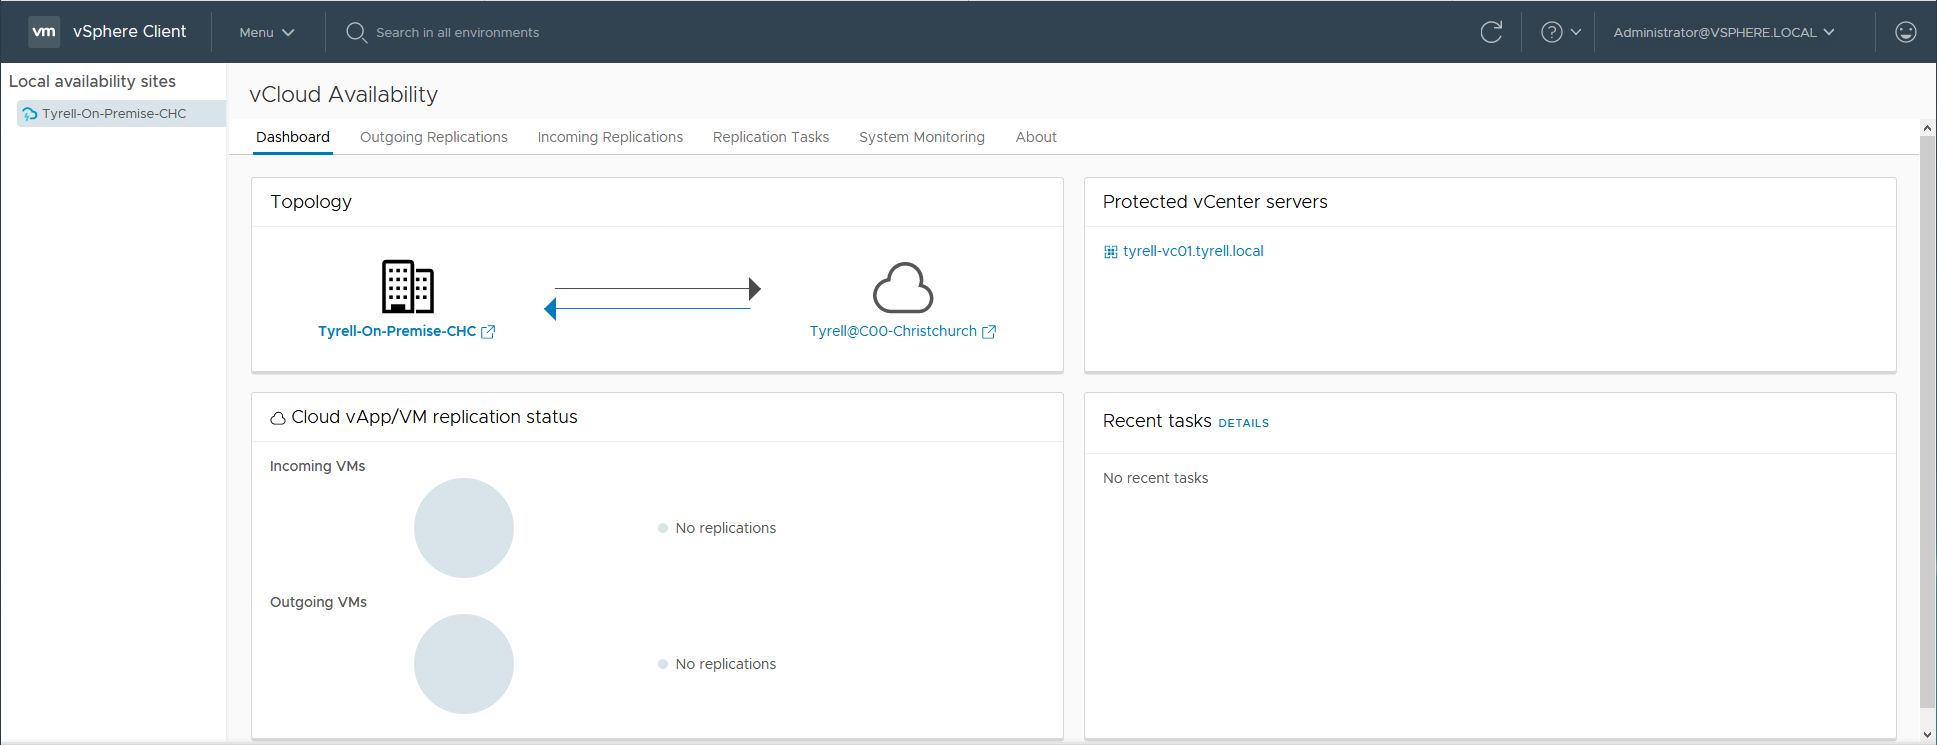 vm vSphere Client Menu Search in all environments Administrator@VSPHERE.LOCAL
Local availability sites
Tyrell-On-Premise-CHC
vCloud Availability
Dashboard Outgoing Replications Incoming Replications Replication Tasks System Monitoring About
Topology
Tyrell-On-Premise-CHC Tyrell@C00-Christchurch
Protected vCenter servers
tyrell-vc01.tyrell.local
Cloud vApp/VM replication status
Incoming VMs
No replications
Outgoing VMs
No replications
Recent tasks DETAILS
No recent tasks